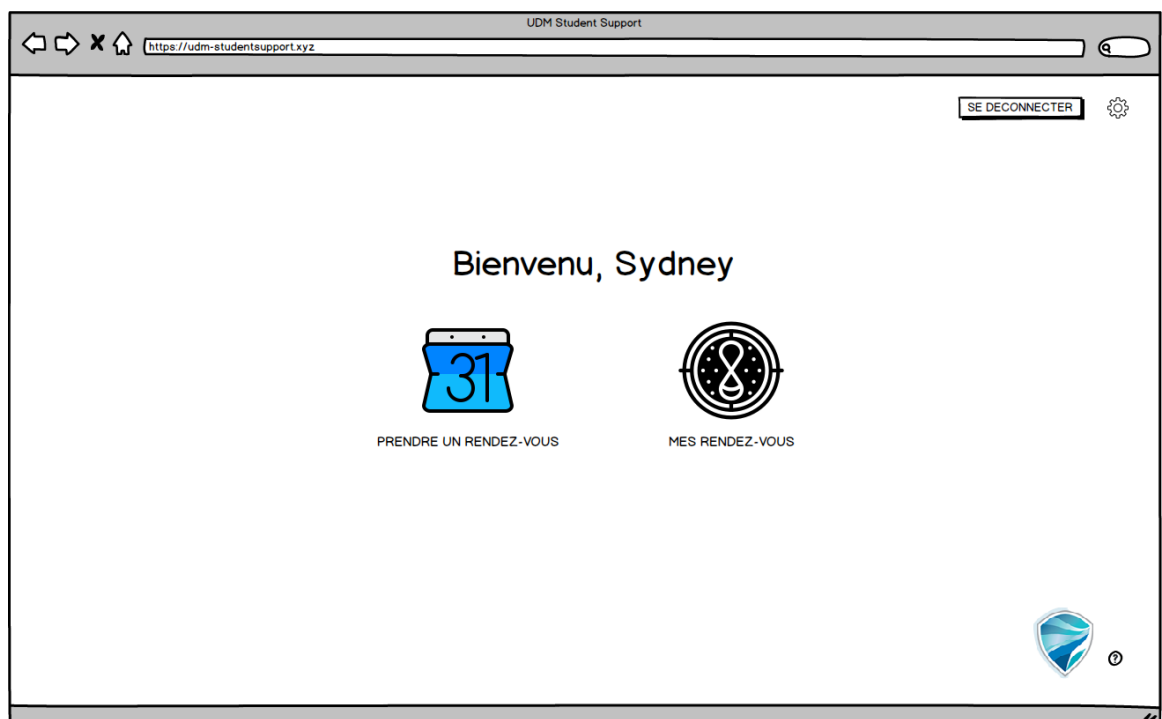 UDM Student Support
https://udm-studentsupport.xyz
SE DECONNECTER
Bienvenu, Sydney
31
PRENDRE UN RENDEZ-VOUS
MES RENDEZ-VOUS
?